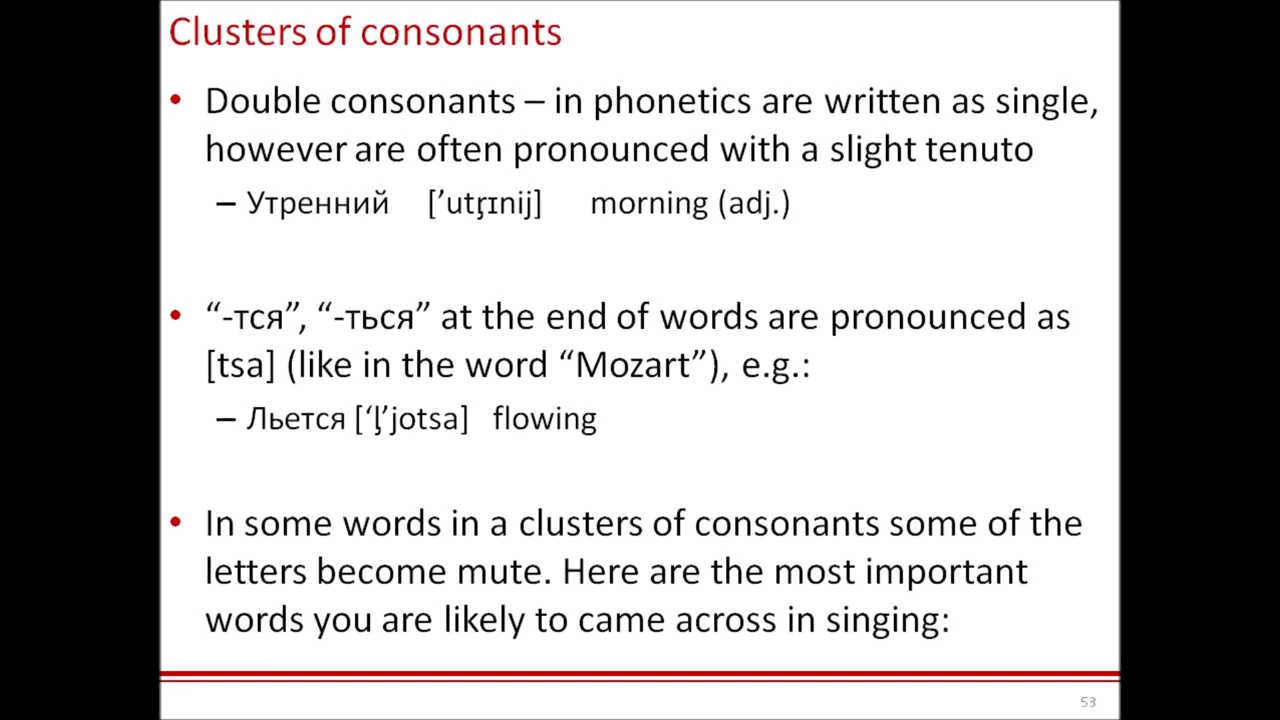 Clusters of consonants
• Double consonants – in phonetics are written as single,
however are often pronounced with a slight tenuto
– Утренний [’utr̡ɪnij] morning (adj.)
• “-тся”, “-ться” at the end of words are pronounced as
[tsa] (like in the word “Mozart”), e.g.:
– Льется [‘l̡’jotsa] flowing
• In some words in a clusters of consonants some of the
letters become mute. Here are the most important
words you are likely to came across in singing:
53